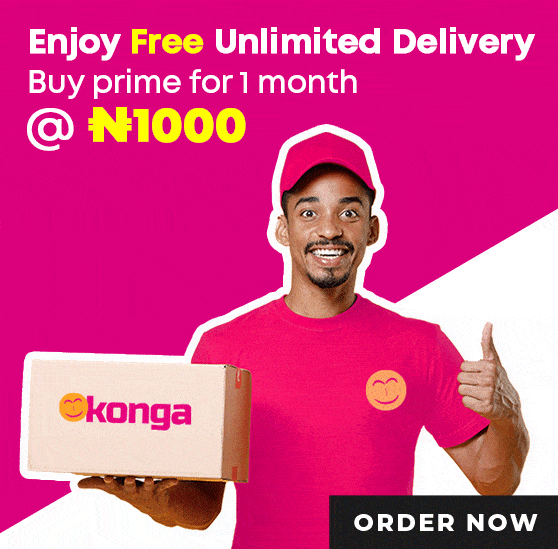 Enjoy Free Unlimited Delivery
Buy prime for 1 month
@ ₦1000
konga
ORDER NOW